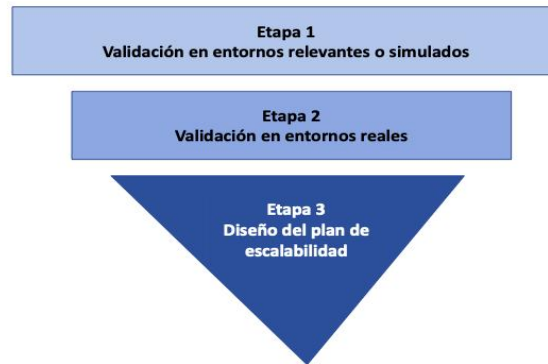 Etapa 1
Validación en entornos relevantes o simulados
Etapa 2
Validación en entornos reales
Etapa 3
Diseño del plan de
escalabilidad